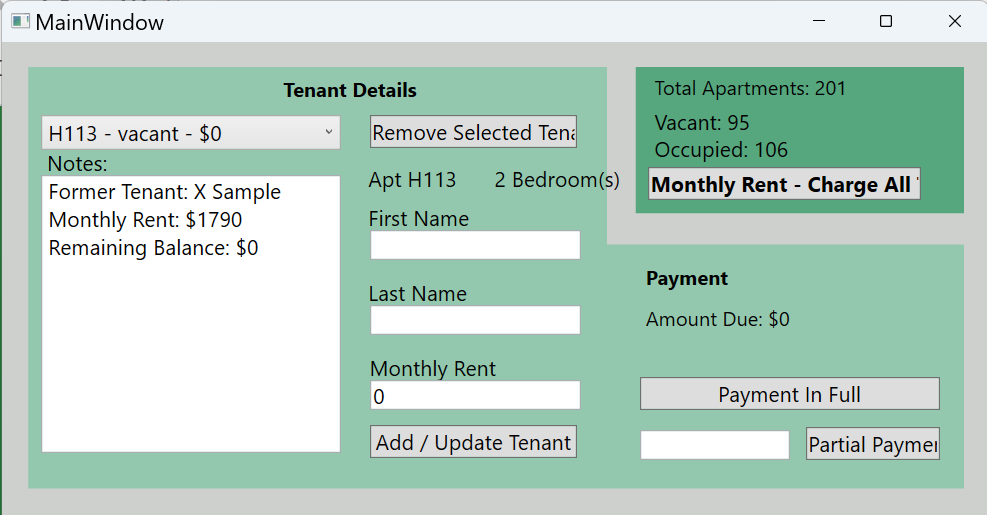 MainWindow
Tenant Details
H113 - vacant - $0
Notes:
Former Tenant: X Sample
Monthly Rent: $1790
Remaining Balance: $0
Remove Selected Tena
Apt H113 2 Bedroom(s)
First Name
Last Name
Monthly Rent
0
Add / Update Tenant
Total Apartments: 201
Vacant: 95
Occupied: 106
Monthly Rent - Charge All
Payment
Amount Due: $0
Payment In Full
Partial Paymen